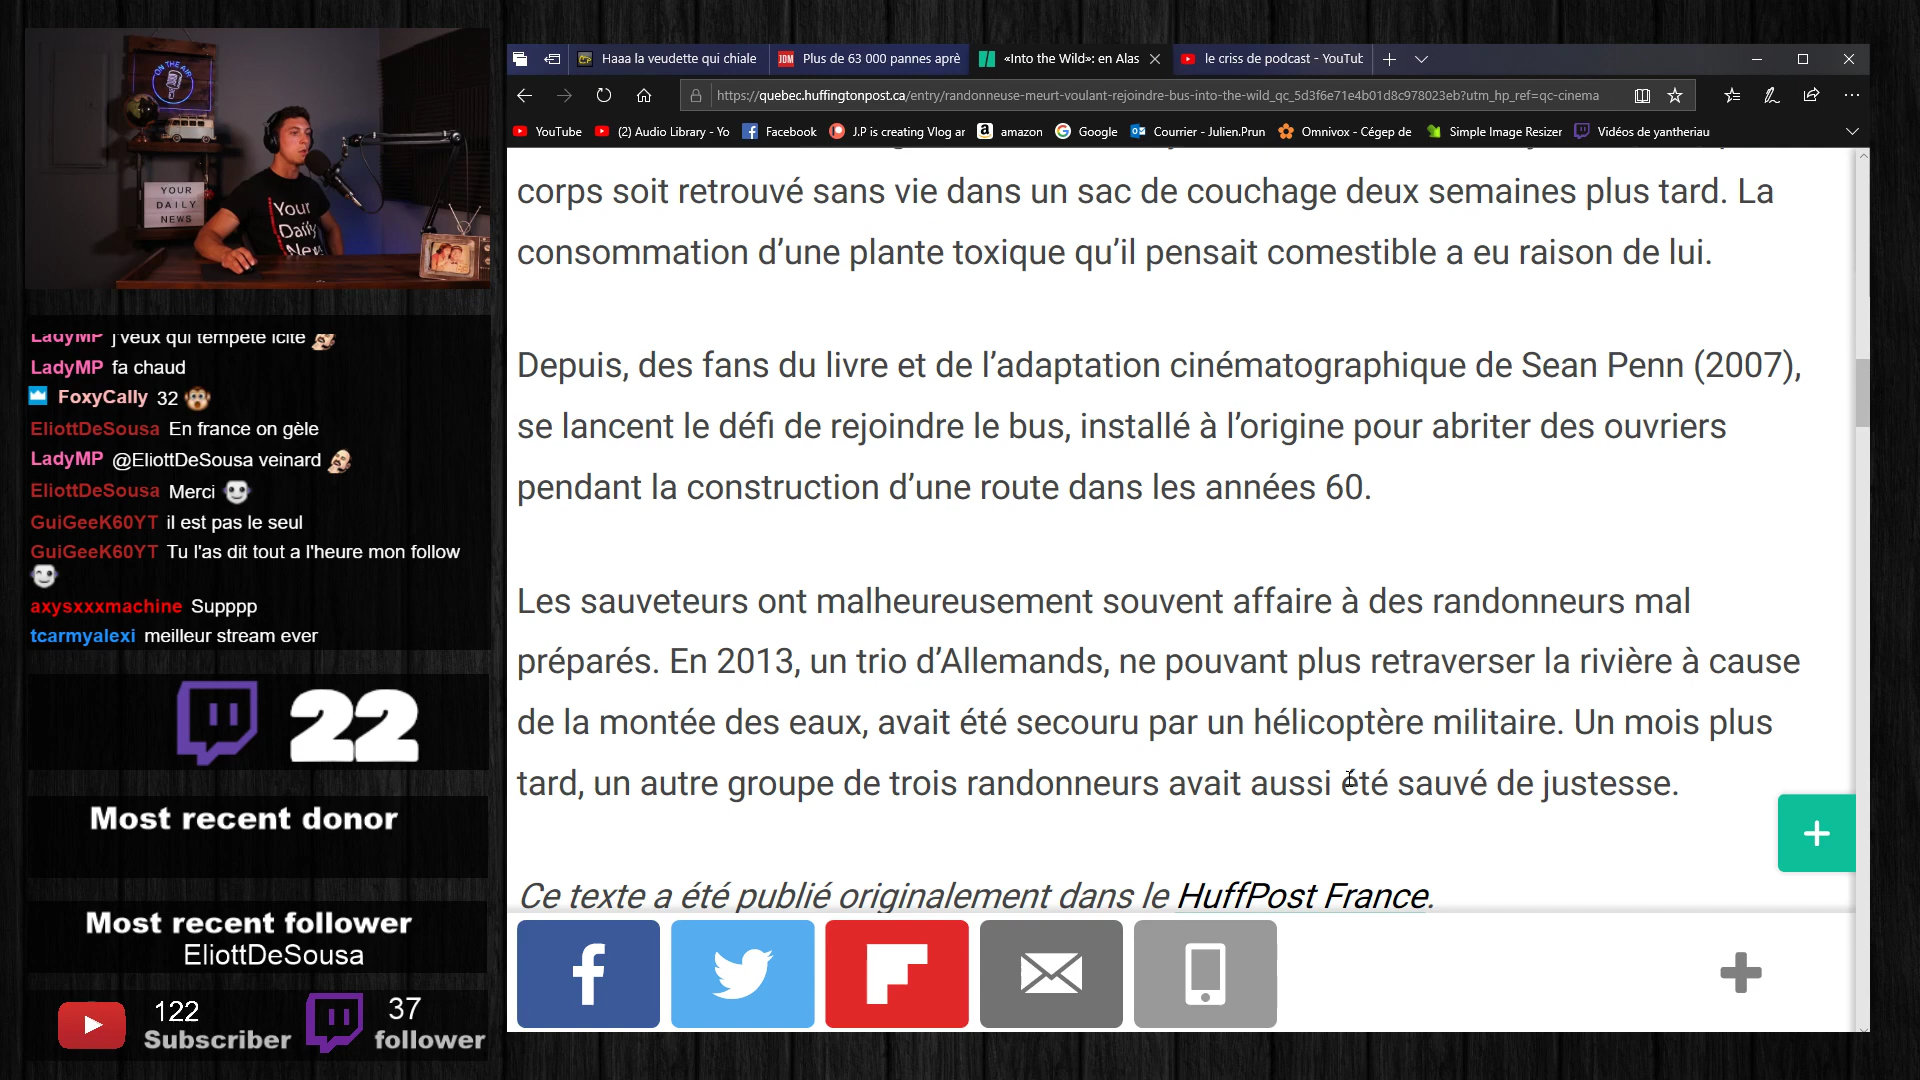 ON THE AIR
YOUR
DAILY
NEWS
Your
Daily
News
LadyMP j'veux qui tempete icite
LadyMP fa chaud
FoxyCally 32
EliottDeSousa En france on gèle
LadyMP @EliottDeSousa veinard
EliottDeSousa Merci
GuiGeeK60YT il est pas le seul
GuiGeeK60YT Tu l'as dit tout a l'heure mon follow
axysxxxmachine Supppp
tcarmyalexi meilleur stream ever
22
Most recent donor
Most recent follower
EliottDeSousa
122
Subscriber
37
follower
Haaa la veudette qui chiale
JDM Plus de 63 000 pannes aprè
«Into the Wild»: en Alas
le criss de podcast - YouTub
https://quebec.huffingtonpost.ca/entry/randonneuse-meurt-voulant-rejoindre-bus-into-the-wild_qc_5d3f6e71e4b01d8c978023eb?utm_hp_ref=qc-cinema
YouTube
(2) Audio Library - Yo
Facebook
J.P is creating Vlog ar
amazon
Google
Courrier - Julien.Prun
Omnivox - Cégep de
Simple Image Resizer
Vidéos de yantheriau
corps soit retrouvé sans vie dans un sac de couchage deux semaines plus tard. La
consommation d’une plante toxique qu’il pensait comestible a eu raison de lui.
Depuis, des fans du livre et de l’adaptation cinématographique de Sean Penn (2007),
se lancent le défi de rejoindre le bus, installé à l’origine pour abriter des ouvriers
pendant la construction d’une route dans les années 60.
Les sauveteurs ont malheureusement souvent affaire à des randonneurs mal
préparés. En 2013, un trio d’Allemands, ne pouvant plus retraverser la rivière à cause
de la montée des eaux, avait été secouru par un hélicoptère militaire. Un mois plus
tard, un autre groupe de trois randonneurs avait aussi été sauvé de justesse.
Ce texte a été publié originalement dans le HuffPost France.